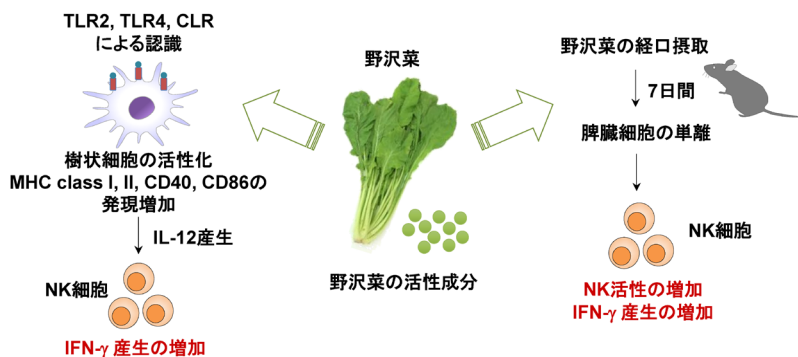 TLR2, TLR4, CLR
による認識
樹状細胞の活性化
MHC class I, II, CD40, CD86の
発現増加
IL-12産生
NK細胞
IFN-γ 産生の増加
野沢菜
野沢菜の活性成分
野沢菜の経口摂取
7日間
脾臓細胞の単離
NK細胞
NK活性の増加
IFN-γ 産生の増加